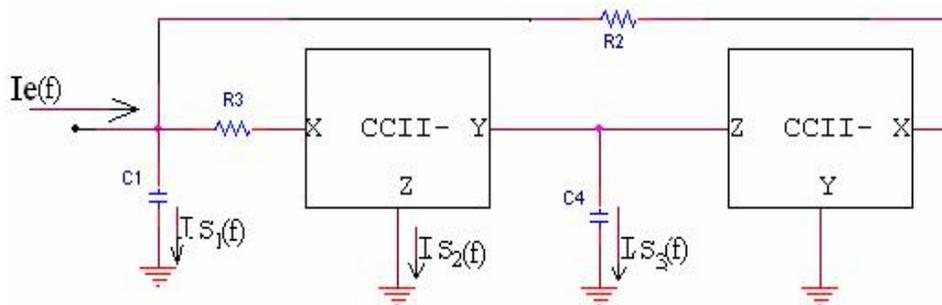 R2
Ie(f)
R3
X CCII- Y
Z
C1
Is1(f)
Is2(f)
C4
Is3(f)
Z CCII- X
Y